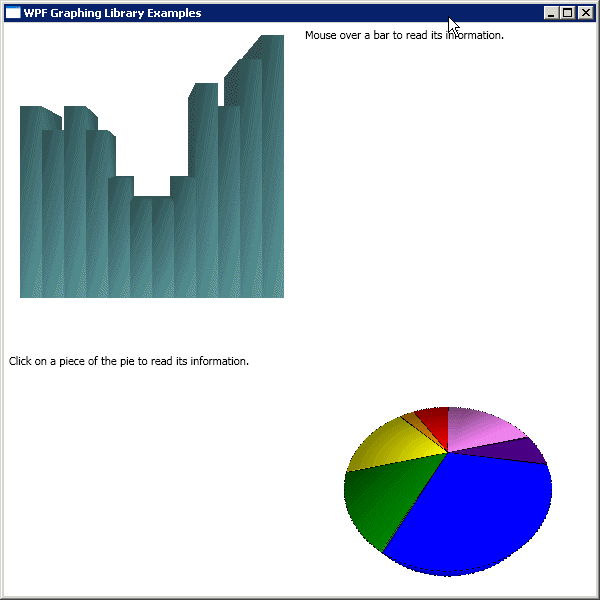 WPF Graphing Library Examples
Mouse over a bar to read its information.
Click on a piece of the pie to read its information.